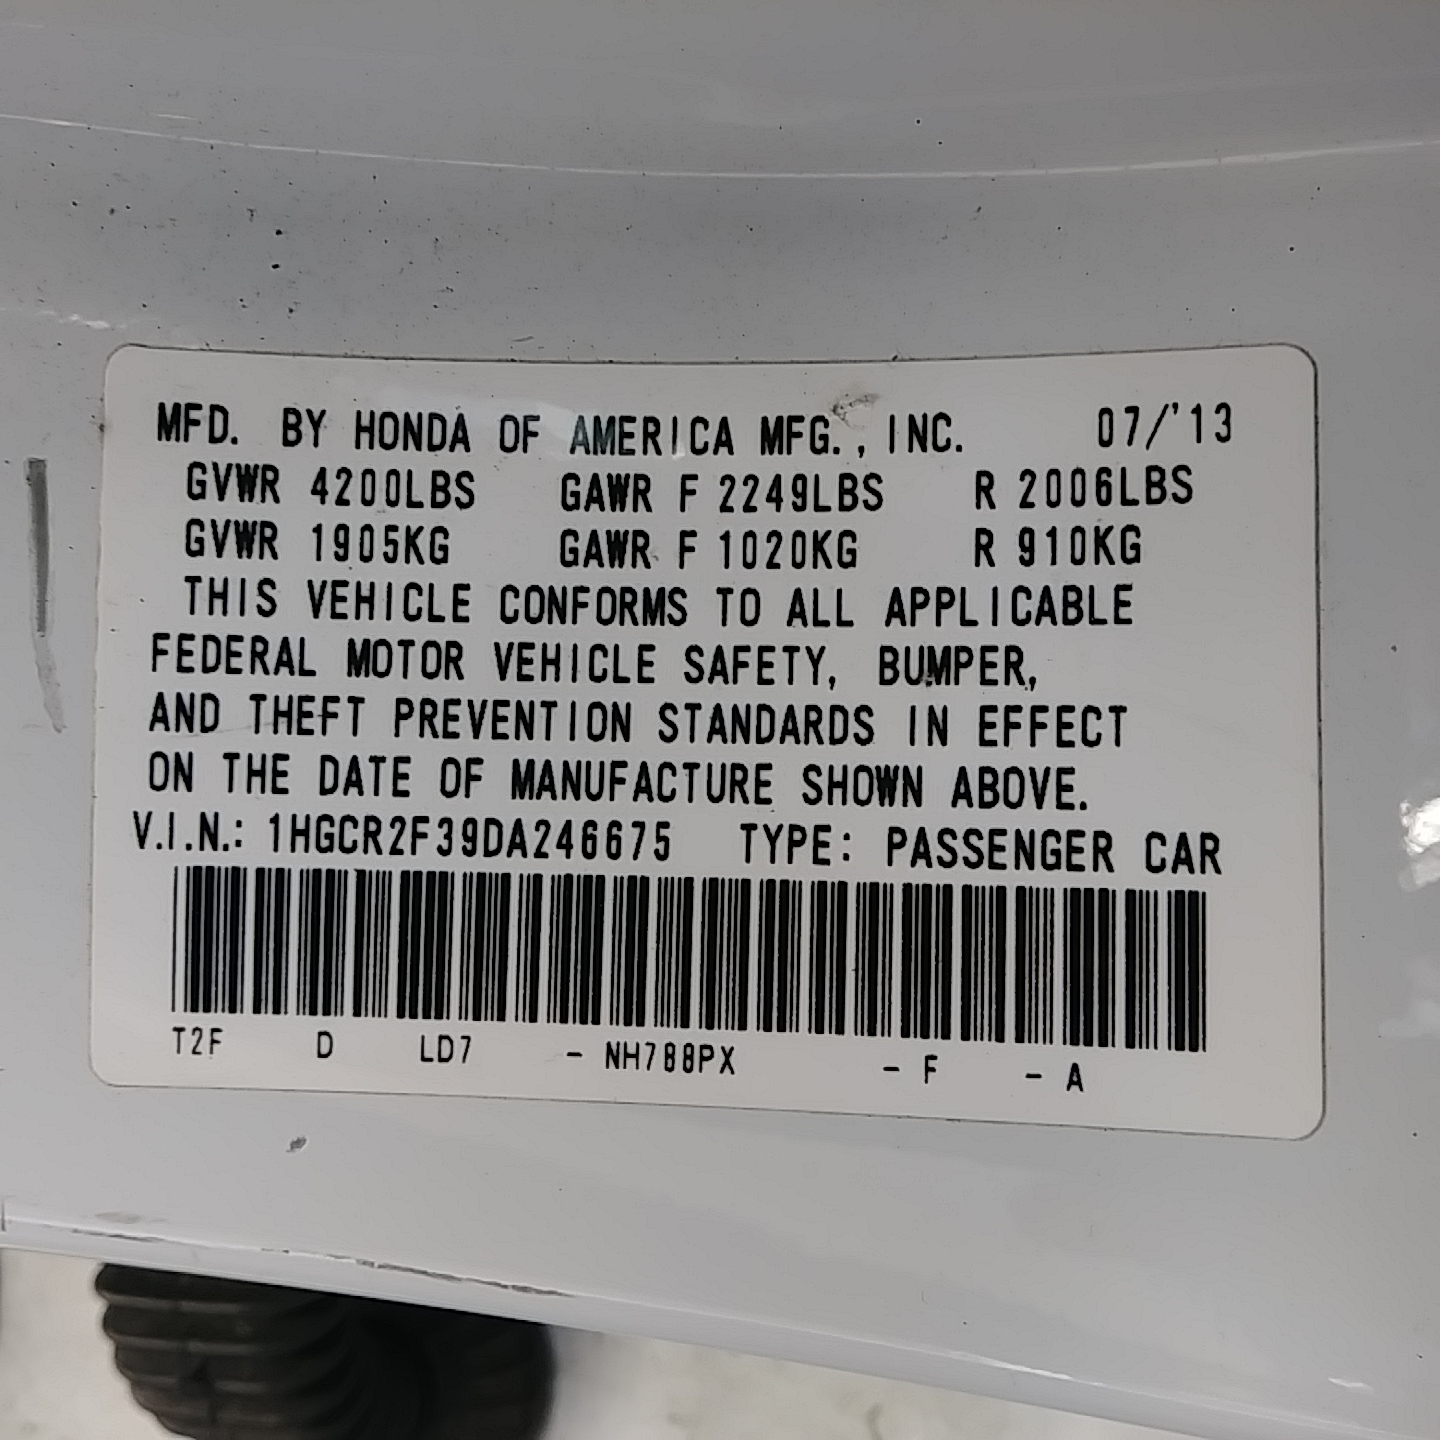 MFD. BY HONDA OF AMERICA MFG., INC. 07/'13
GVWR 4200LBS GAWR F 2249LBS R 2006LBS
GVWR 1905KG GAWR F 1020KG R 910KG
THIS VEHICLE CONFORMS TO ALL APPLICABLE
FEDERAL MOTOR VEHICLE SAFETY, BUMPER,
AND THEFT PREVENTION STANDARDS IN EFFECT
ON THE DATE OF MANUFACTURE SHOWN ABOVE.
V.I.N.: 1HGCR2F39DA246675 TYPE: PASSENGER CAR
T2F D LD7 - NH788PX - F - A